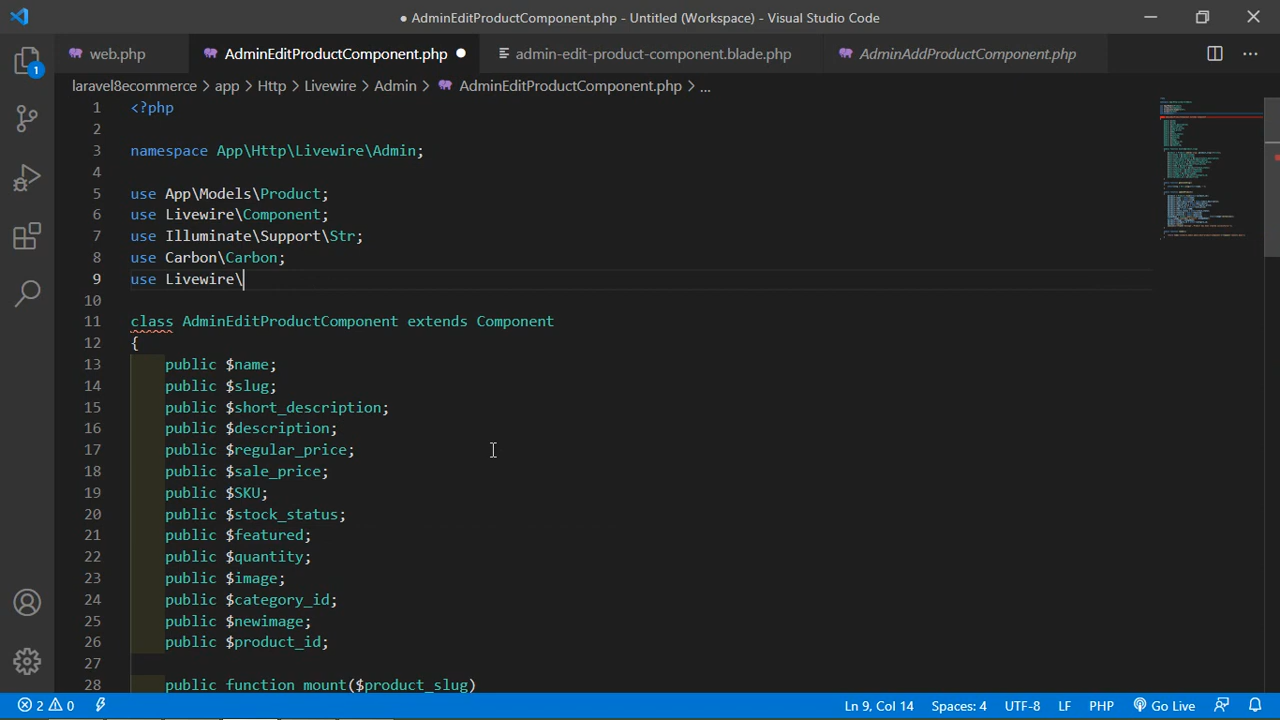 ● AdminEditProductComponent.php - Untitled (Workspace) - Visual Studio Code
web.php AdminEditProductComponent.php ● admin-edit-product-component.blade.php AdminAddProductComponent.php
laravel8ecommerce > app > Http > Livewire > Admin > AdminEditProductComponent.php > ...
1 <?php
2
3 namespace App\Http\Livewire\Admin;
4
5 use App\Models\Product;
6 use Livewire\Component;
7 use Illuminate\Support\Str;
8 use Carbon\Carbon;
9 use Livewire\
10
11 class AdminEditProductComponent extends Component
12 {
13 public $name;
14 public $slug;
15 public $short_description;
16 public $description;
17 public $regular_price;
18 public $sale_price;
19 public $SKU;
20 public $stock_status;
21 public $featured;
22 public $quantity;
23 public $image;
24 public $category_id;
25 public $newimage;
26 public $product_id;
27
28 public function mount($product_slug)
1
2 0 Ln 9, Col 14 Spaces: 4 UTF-8 LF PHP Go Live